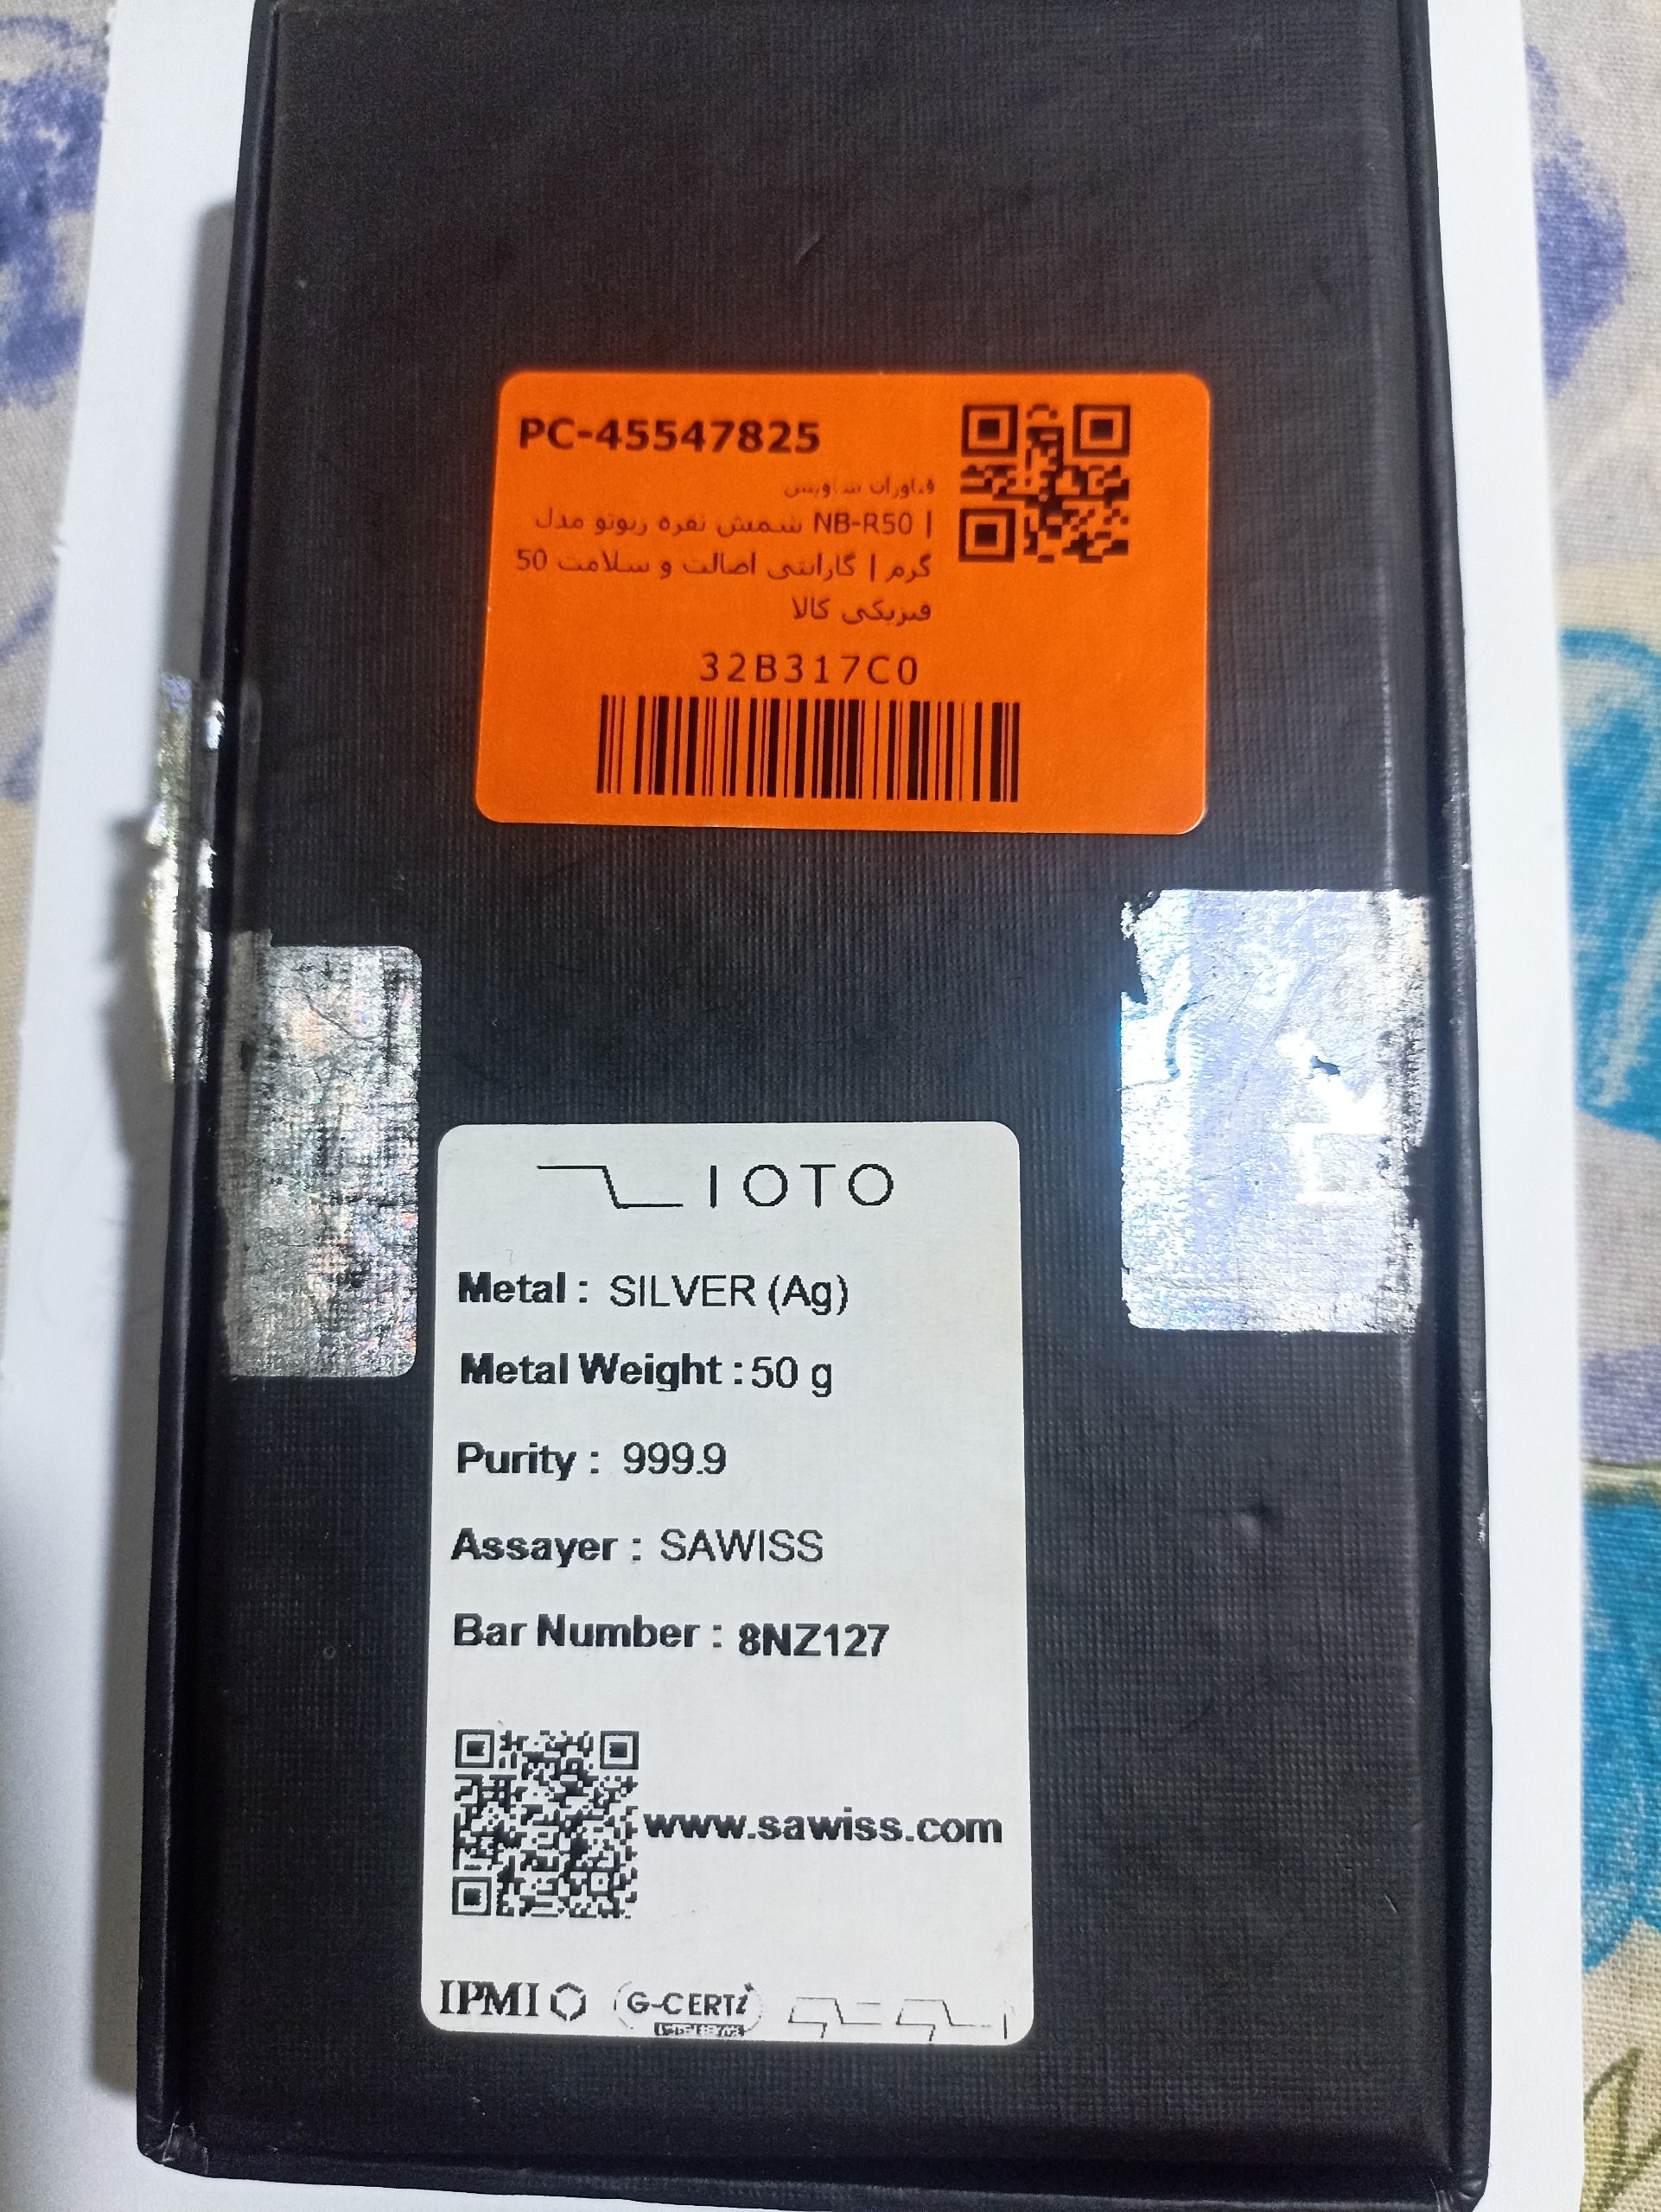 PC-45547825
فناوران ساویس
شمش نقره ریوتو مدل NB-R50 |
50 گرم | گارانتی اصالت و سلامت
فیزیکی کالا
32B317C0
IOTO
Metal : SILVER (Ag)
Metal Weight : 50 g
Purity : 999.9
Assayer : SAWISS
Bar Number : 8NZ127
www.sawiss.com
IPMI
G-CERTi